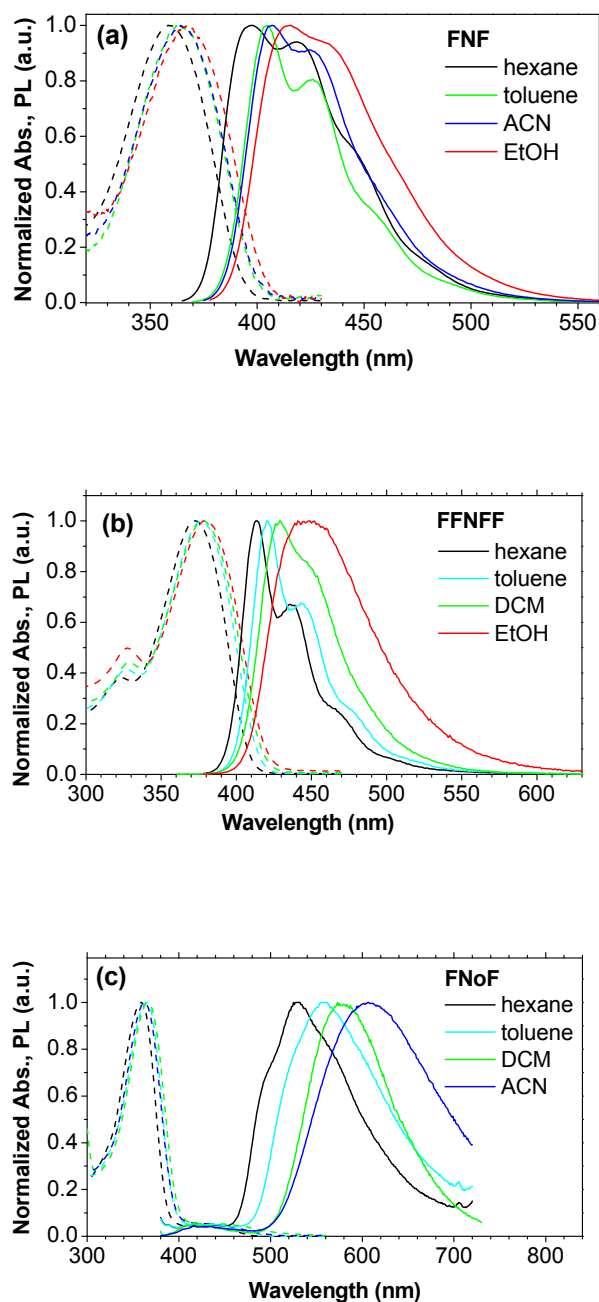 (a)
FNF
hexane
toluene
ACN
EtOH
Normalized Abs., PL (a.u.)
1.0
0.8
0.6
0.4
0.2
0.0
350 400 450 500 550
Wavelength (nm)
(b)
FFNFF
hexane
toluene
DCM
EtOH
Normalized Abs., PL (a.u.)
1.0
0.8
0.6
0.4
0.2
0.0
300 350 400 450 500 550 600
Wavelength (nm)
(c)
FNoF
hexane
toluene
DCM
ACN
Normalized Abs., PL (a.u.)
1.0
0.8
0.6
0.4
0.2
0.0
300 400 500 600 700 800
Wavelength (nm)